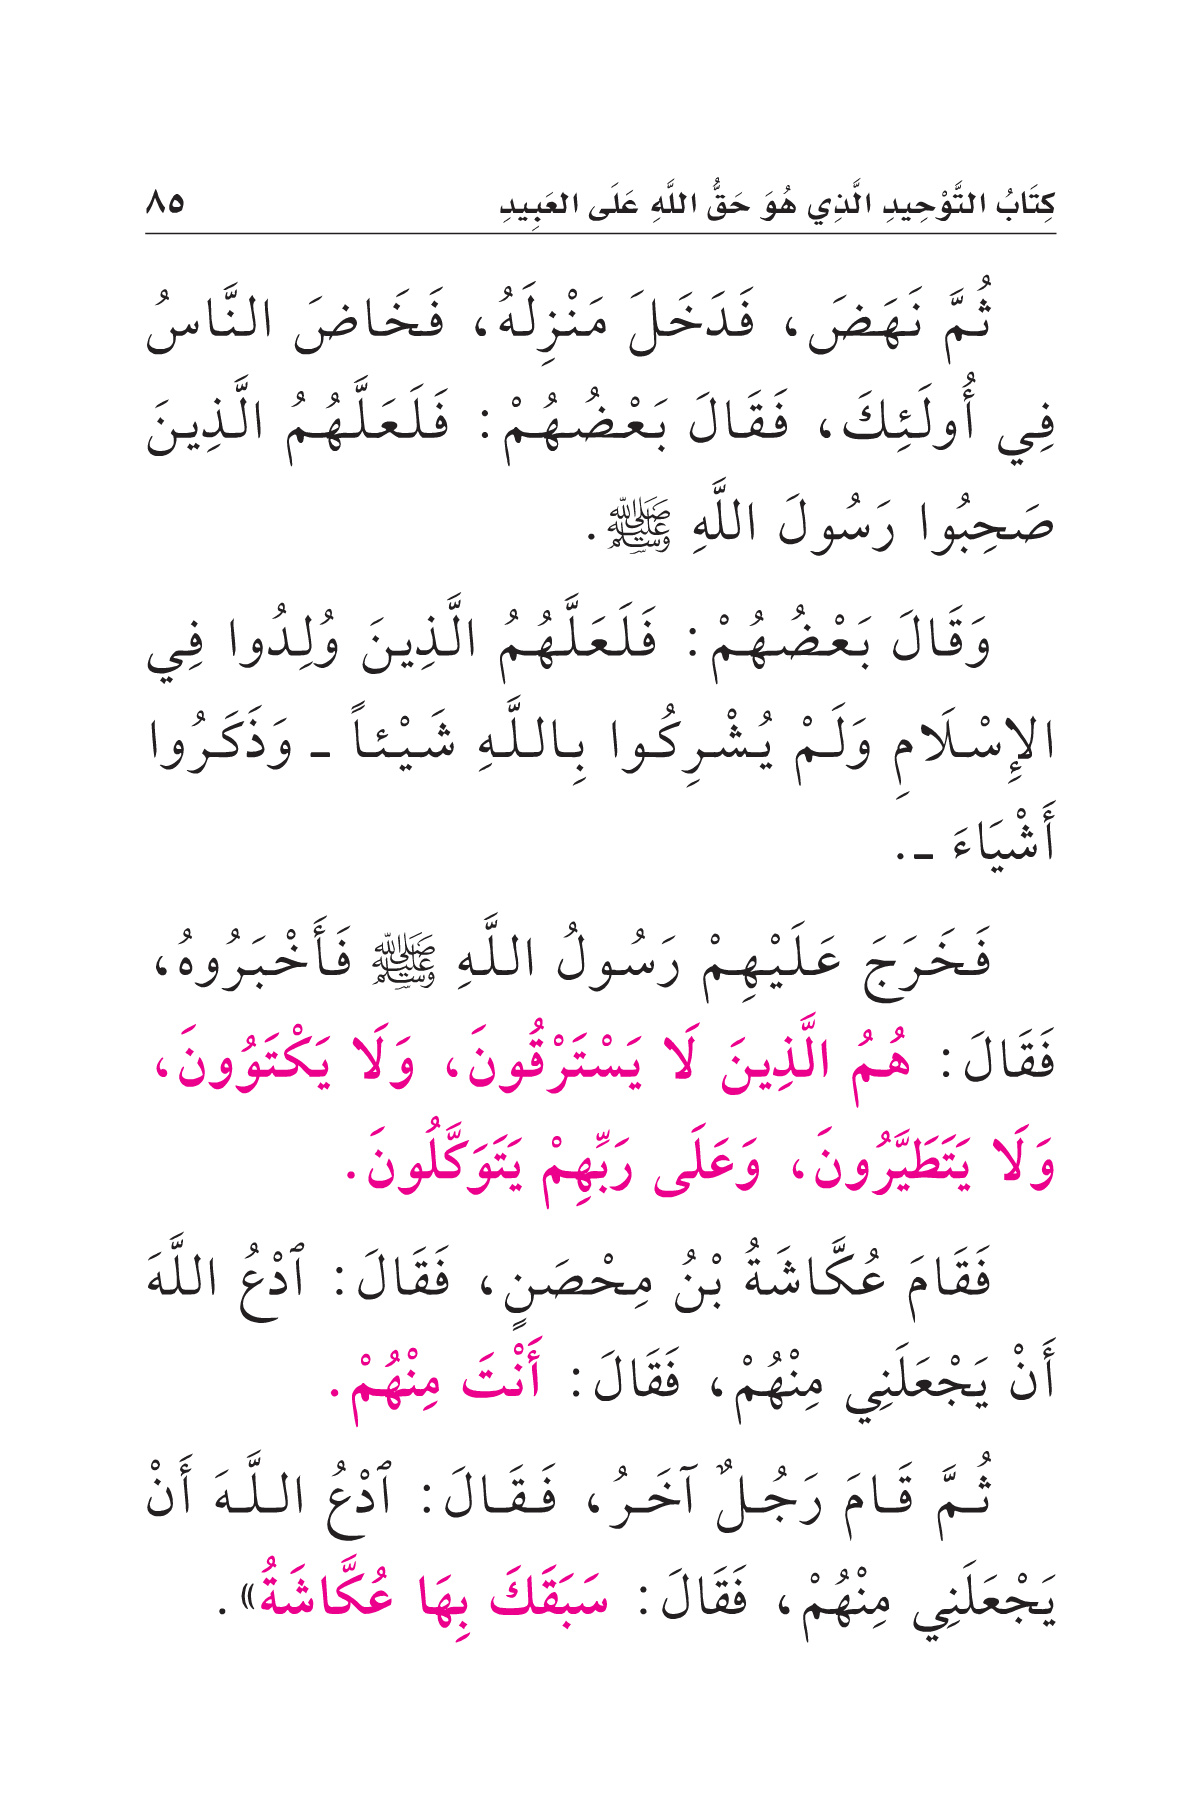 كِتَابُ التَّوْحِيدِ الَّذِي هُوَ حَقُّ اللَّهِ عَلَى العَبِيدِ ٨٥
ثُمَّ نَهَضَ، فَدَخَلَ مَنْزِلَهُ، فَخَاضَ النَّاسُ
فِي أُولَئِكَ، فَقَالَ بَعْضُهُمْ: فَلَعَلَّهُمُ الَّذِينَ
صَحِبُوا رَسُولَ اللَّهِ ﷺ.
وَقَالَ بَعْضُهُمْ: فَلَعَلَّهُمُ الَّذِينَ وُلِدُوا فِي
الإِسْلَامِ وَلَمْ يُشْرِكُوا بِاللَّهِ شَيْئاً ـ وَذَكَرُوا
أَشْيَاءَ ـ.
فَخَرَجَ عَلَيْهِمْ رَسُولُ اللَّهِ ﷺ فَأَخْبَرُوهُ،
فَقَالَ: هُمُ الَّذِينَ لَا يَسْتَرْقُونَ، وَلَا يَكْتَوُونَ،
وَلَا يَتَطَيَّرُونَ، وَعَلَى رَبِّهِمْ يَتَوَكَّلُونَ.
فَقَامَ عُكَّاشَةُ بْنُ مِحْصَنٍ، فَقَالَ: ٱدْعُ اللَّهَ
أَنْ يَجْعَلَنِي مِنْهُمْ، فَقَالَ: أَنْتَ مِنْهُمْ.
ثُمَّ قَامَ رَجُلٌ آخَرُ، فَقَالَ: ٱدْعُ اللَّهَ أَنْ
يَجْعَلَنِي مِنْهُمْ، فَقَالَ: سَبَقَكَ بِهَا عُكَّاشَةُ».